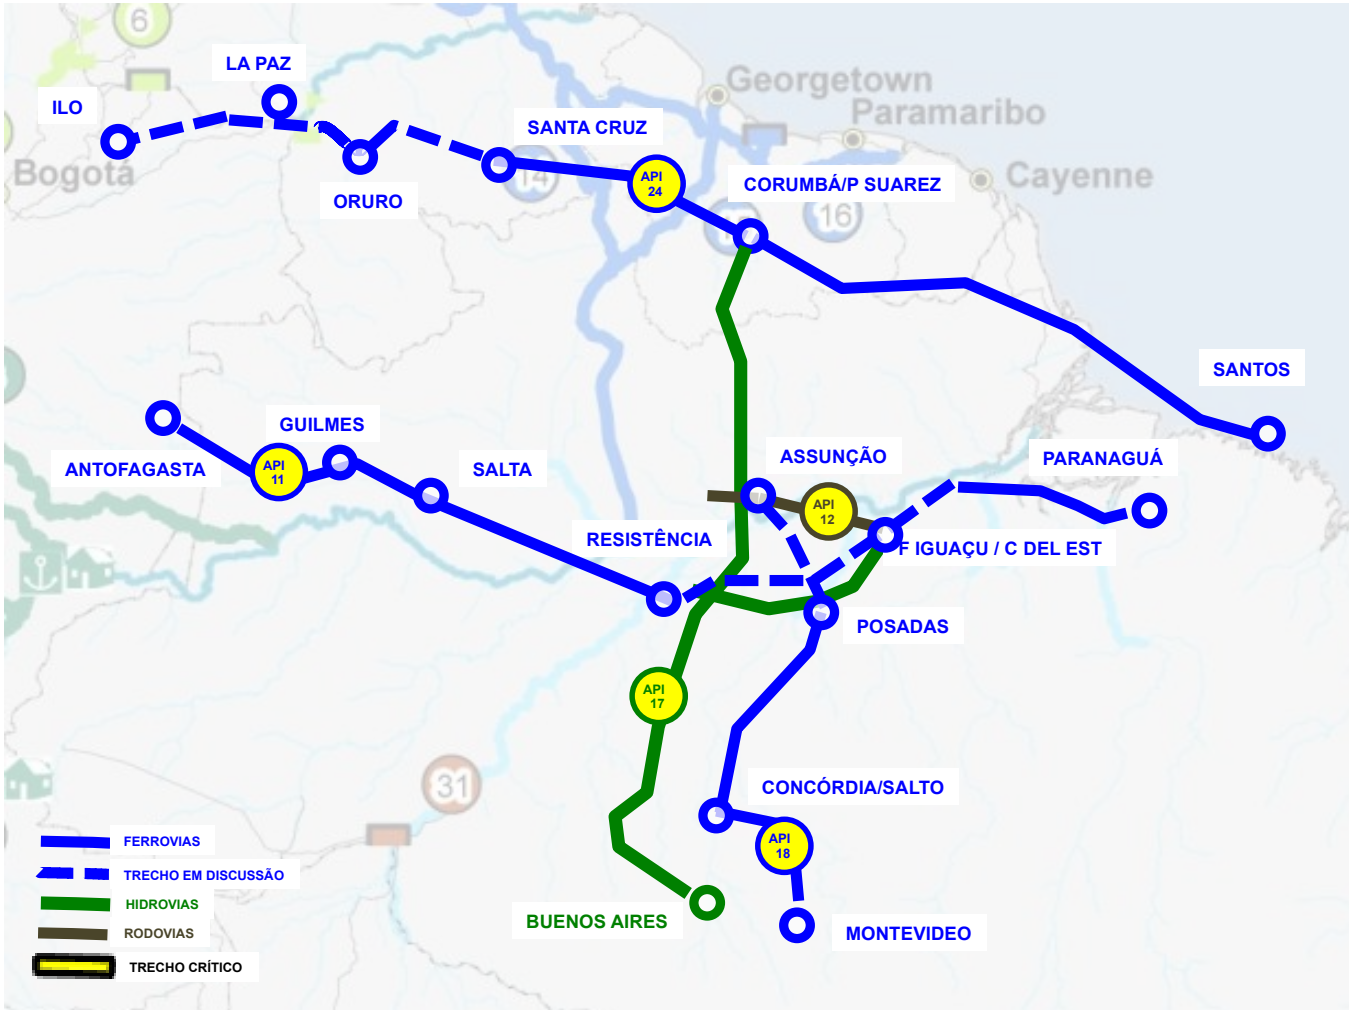 6
LA PAZ
Georgetown
ILO
Paramaribo
SANTA CRUZ
Bogota
14
API
24
CORUMBÁ/P SUAREZ
Cayenne
ORURO
16
SANTOS
GUILMES
ANTOFAGASTA
API
11
SALTA
ASSUNÇÃO
PARANAGUÁ
API
12
RESISTÊNCIA
F IGUAÇU / C DEL EST
POSADAS
API
17
31
CONCÓRDIA/SALTO
API
18
FERROVIAS
TRECHO EM DISCUSSÃO
HIDROVIAS
RODOVIAS
TRECHO CRÍTICO
BUENOS AIRES
MONTEVIDEO